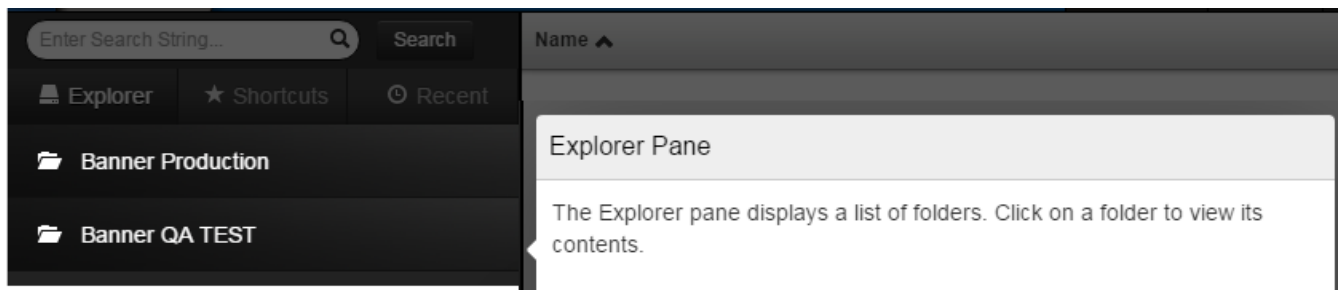 Enter Search String...
Search
Name
Explorer
Shortcuts
Recent
Banner Production
Banner QA TEST
Explorer Pane
The Explorer pane displays a list of folders. Click on a folder to view its
contents.